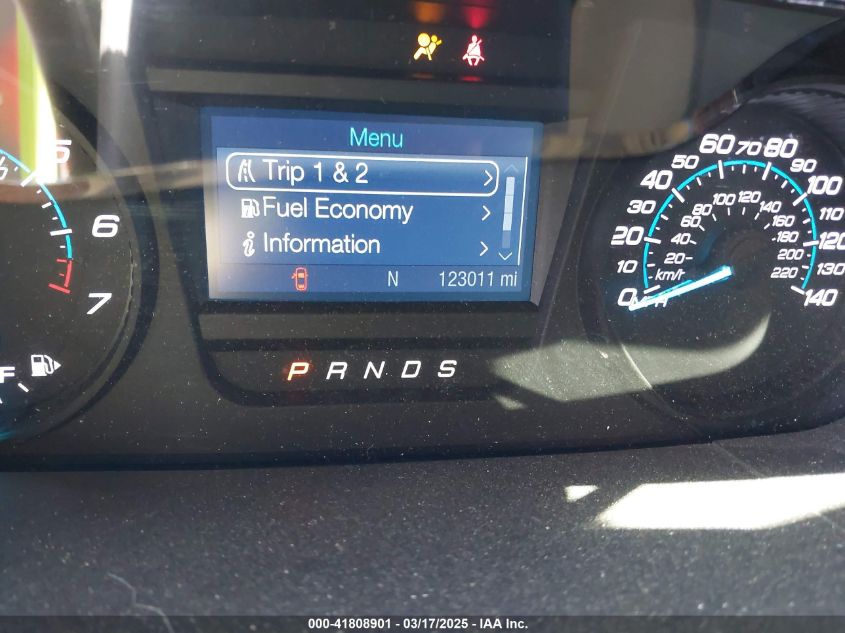 Menu
Trip 1 & 2
Fuel Economy
Information
N 123011 mi
P R N D S
5
6
7
F
0 10 20 30 40 50 60 70 80 90 100 110 120 130 140
20 40 60 80 100 120 140 160 180 200 220
km/r
MPH
000-41808901 - 03/17/2025 - IAA Inc.